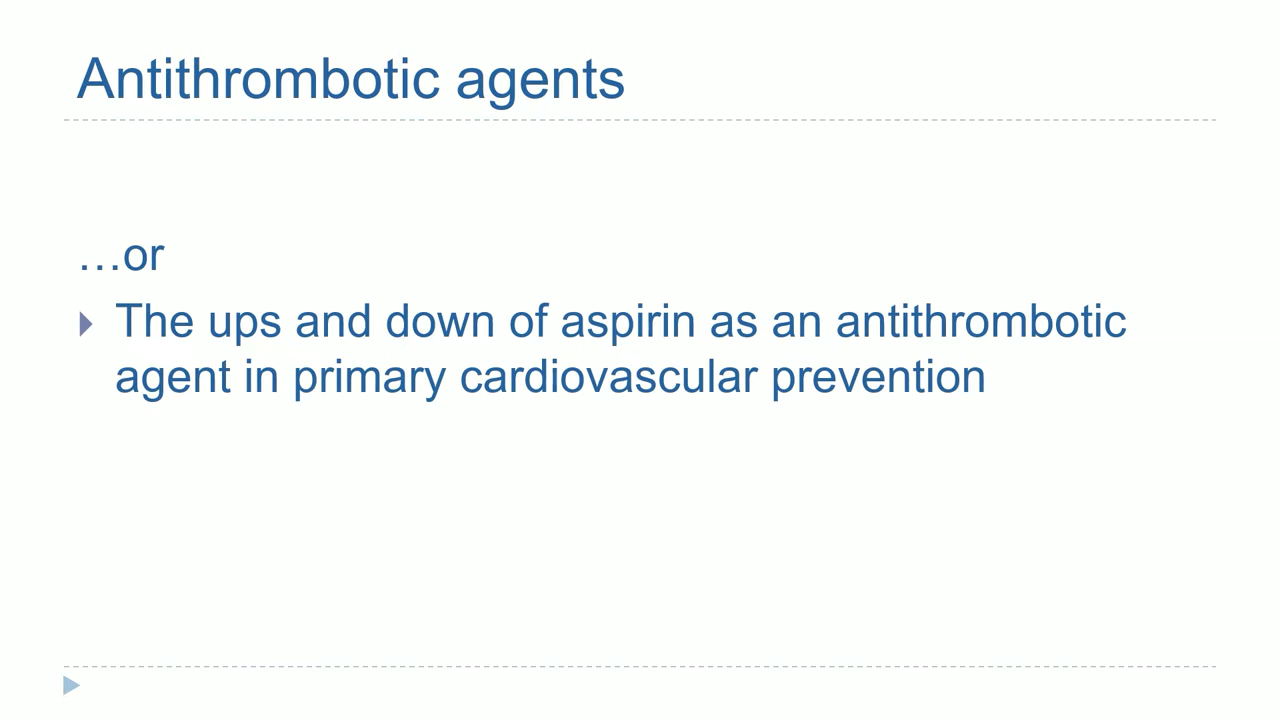 Antithrombotic agents
…or
The ups and down of aspirin as an antithrombotic
agent in primary cardiovascular prevention